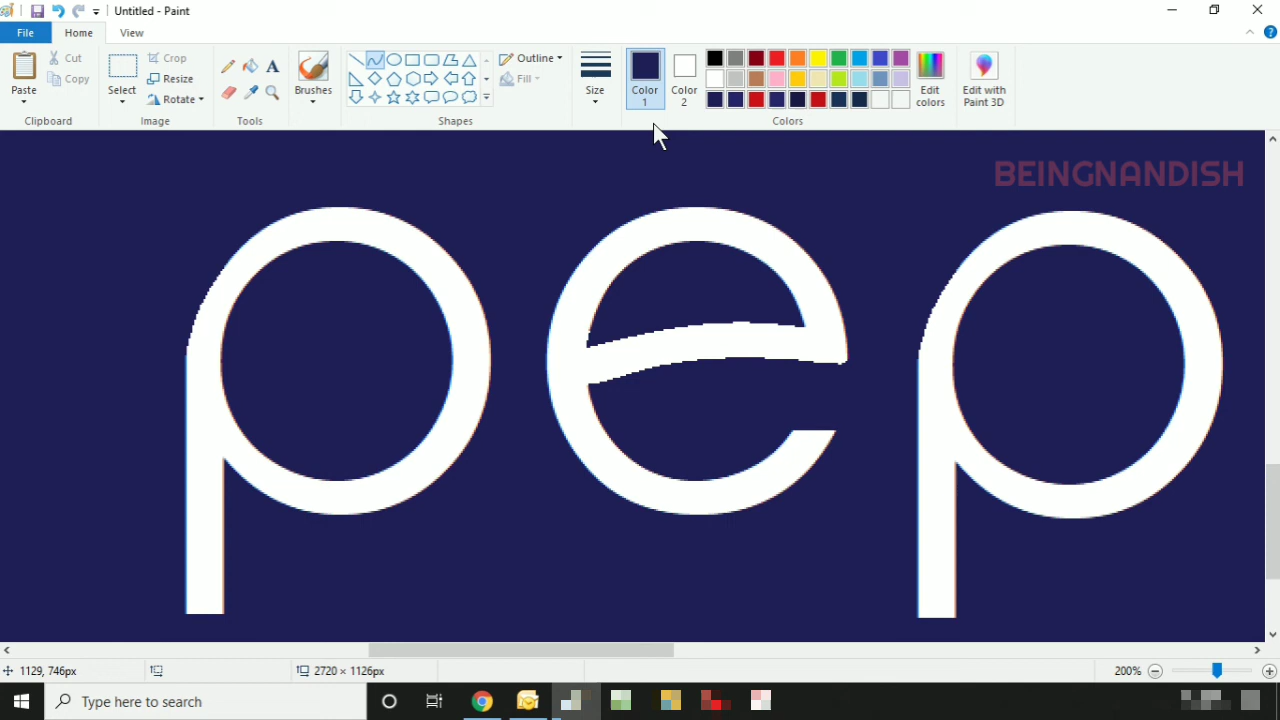 Untitled - Paint
File Home View
Cut Crop Outline
Copy Resize Fill
Paste Select Rotate Brushes Size Color 1 Color 2 Edit colors Edit with Paint 3D
Clipboard Image Tools Shapes Colors
BEINGNANDISH
pep
1129, 746px 2720 × 1126px 200%
Type here to search